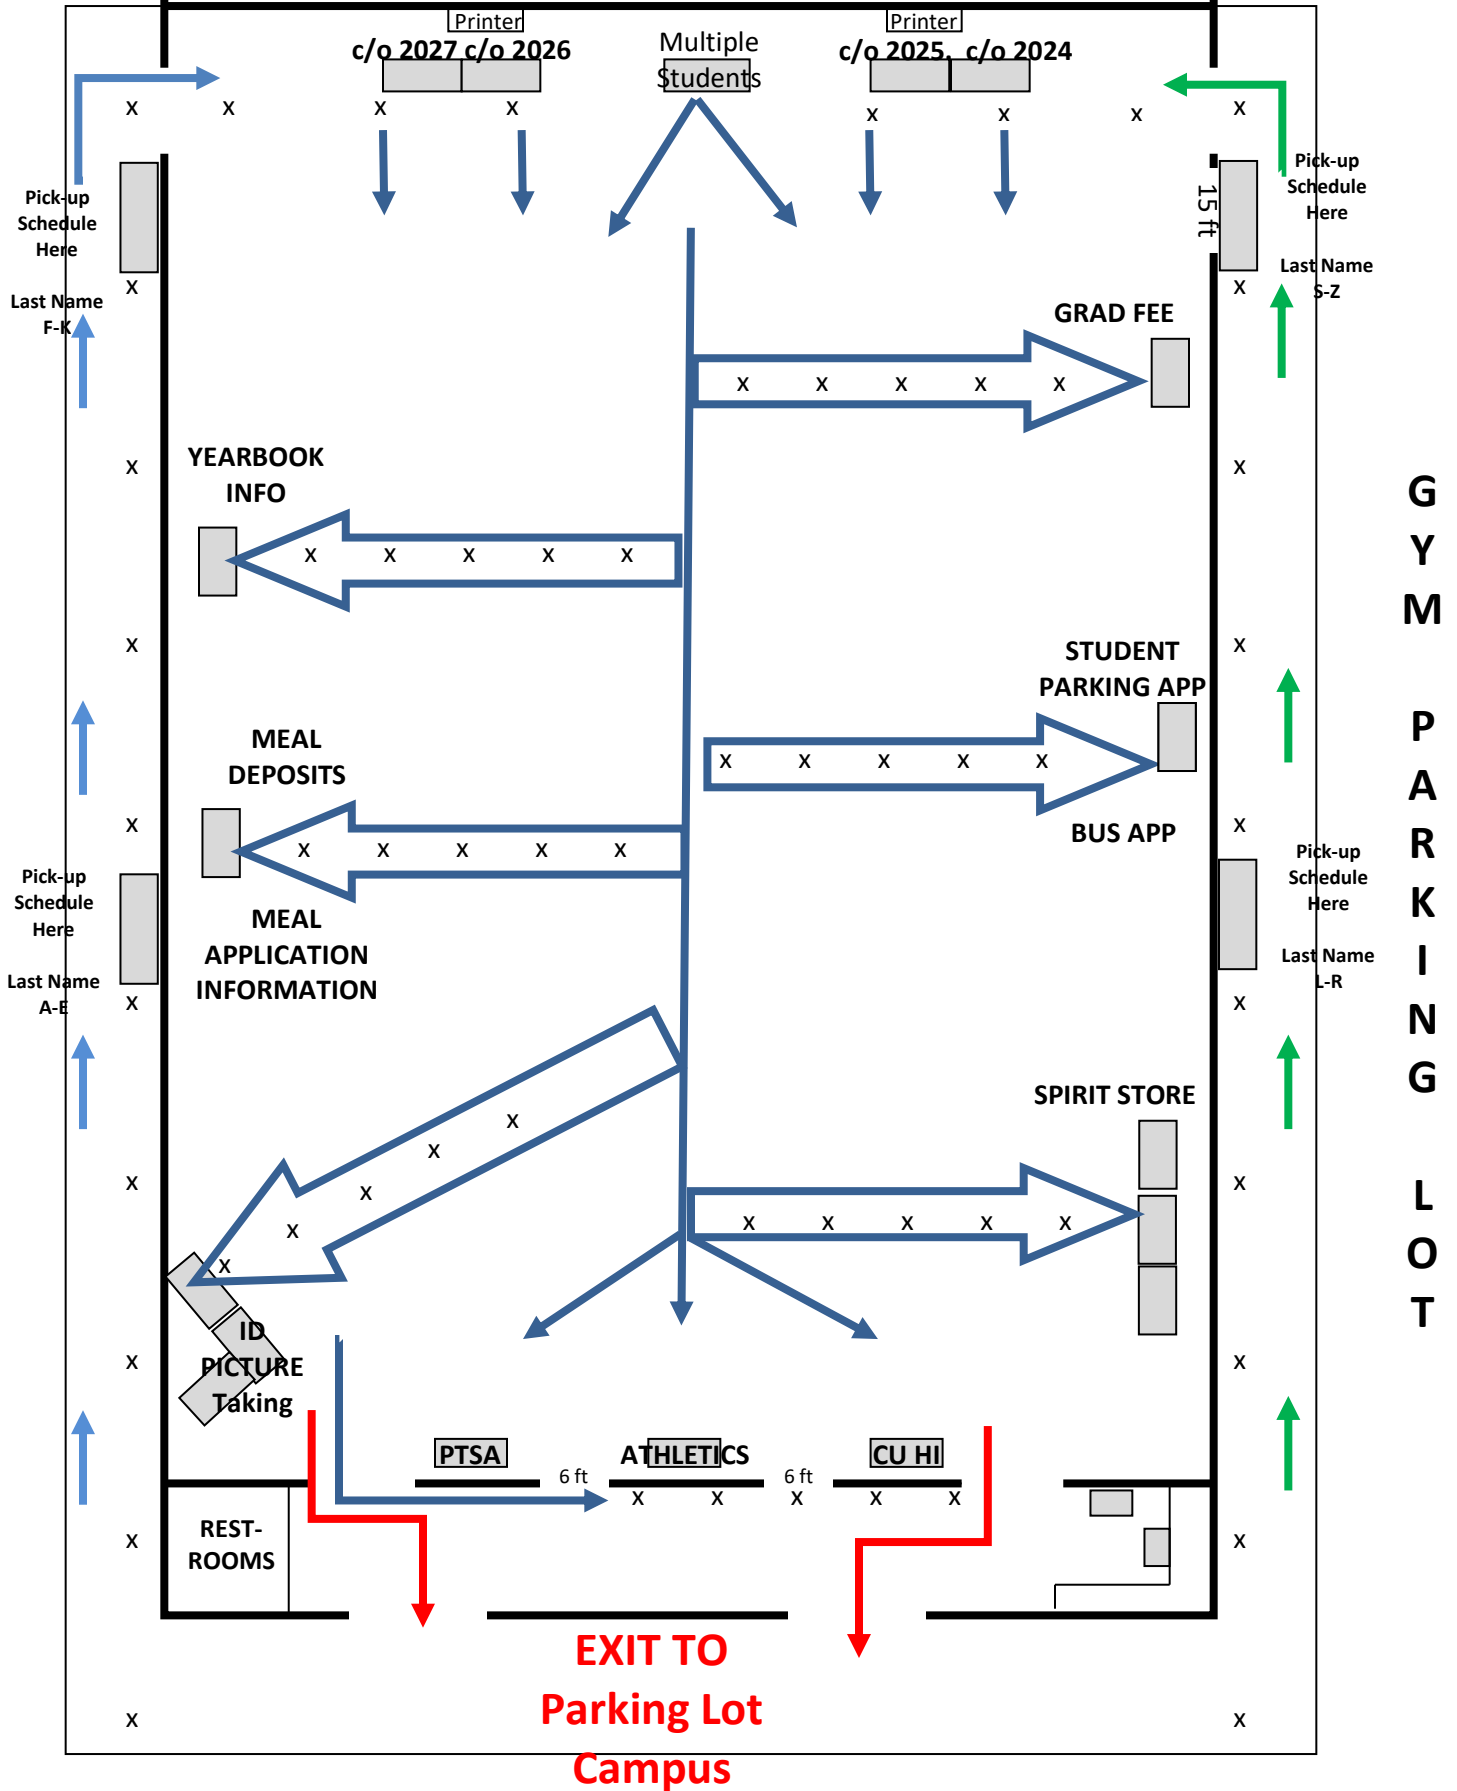 Printer
Printer
c/o 2027 c/o 2026
Multiple
Students
c/o 2025. c/o 2024
x x x x x x x x
Pick-up
Schedule
Here
Last Name
F-K
15 ft
Pick-up
Schedule
Here
Last Name
S-Z
x x
GRAD FEE
x x x x x
YEARBOOK
INFO
x x
x x x x x
STUDENT
PARKING APP
x x
MEAL
DEPOSITS
x x x x x
BUS APP
x x
x x x x x
MEAL
APPLICATION
INFORMATION
Pick-up
Schedule
Here
Last Name
A-E
Pick-up
Schedule
Here
Last Name
L-R
x x
G
Y
M
P
A
R
K
I
N
G
L
O
T
SPIRIT STORE
x
x
x
x
x
x x
x x x x x
ID
PICTURE
Taking
x x
PTSA
ATHLETICS
CU HI
6 ft
6 ft
x x x x x
REST-
ROOMS
x x
EXIT TO
Parking Lot
Campus
x x